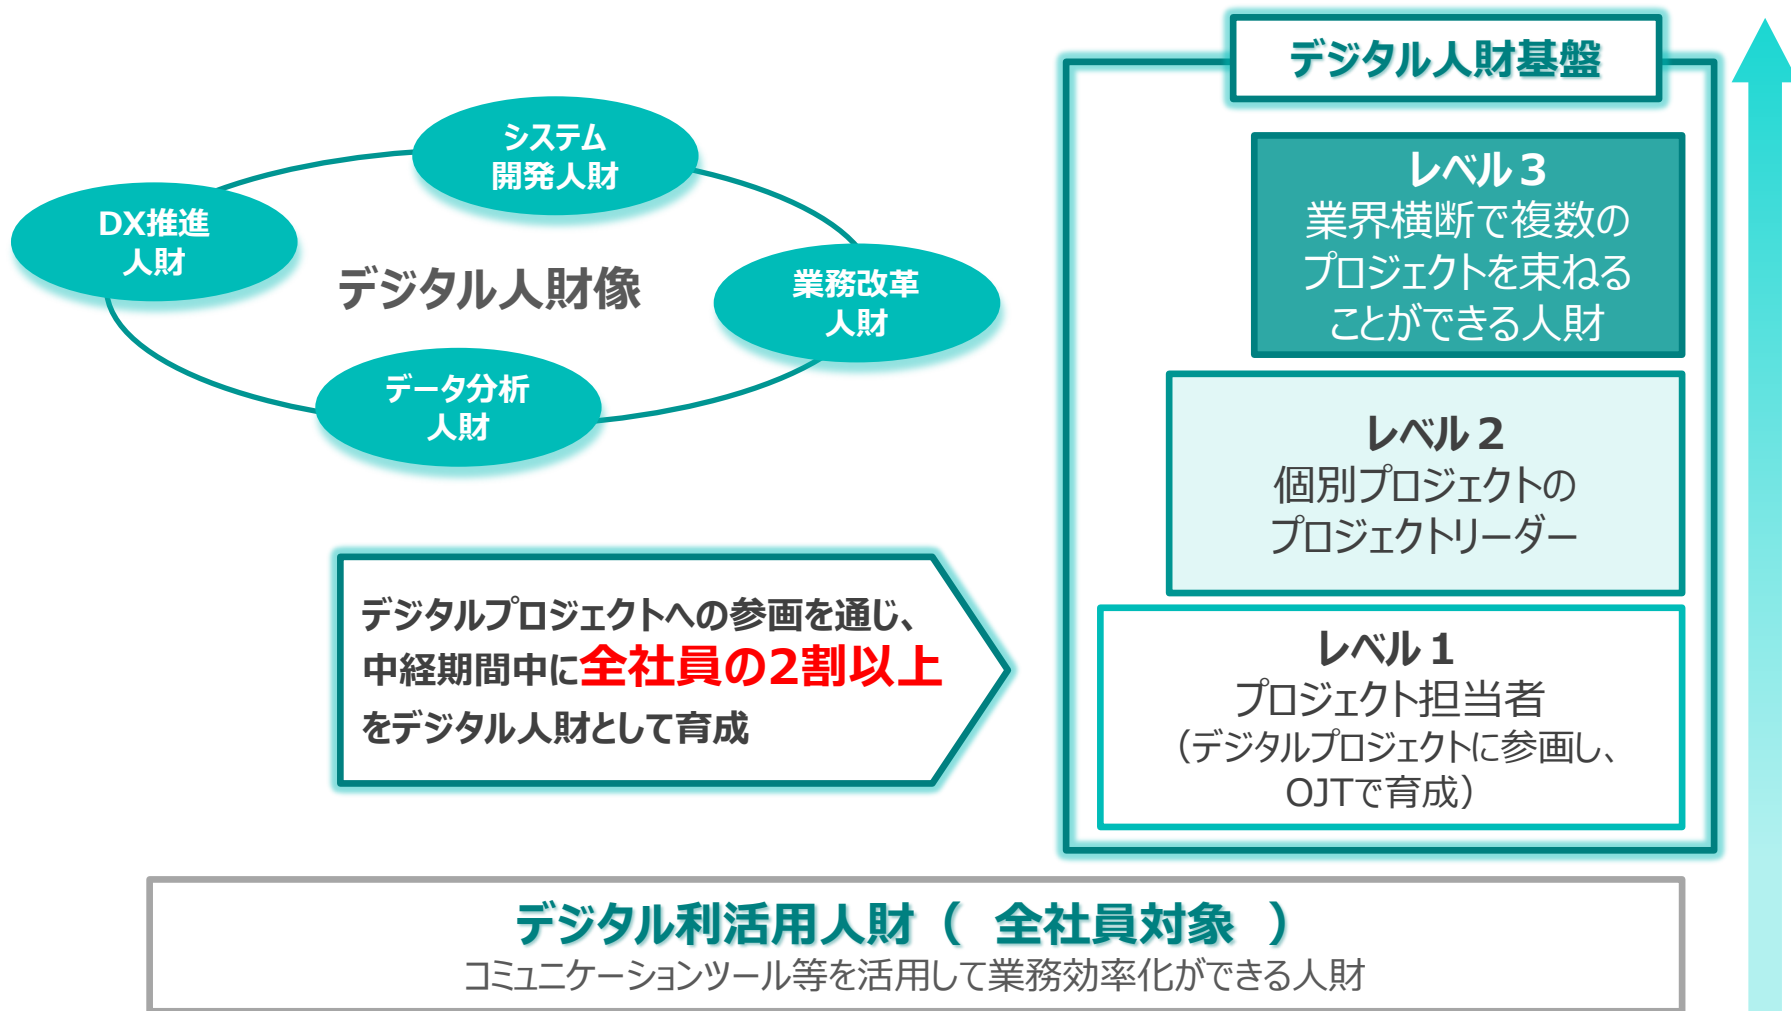 デジタル人財基盤
システム
開発人財
DX推進
人財
デジタル人財像
業務改革
人財
データ分析
人財
レベル３
業界横断で複数の
プロジェクトを束ねる
ことができる人財
レベル２
個別プロジェクトの
プロジェクトリーダー
デジタルプロジェクトへの参画を通じ、
中経期間中に全社員の2割以上
をデジタル人財として育成
レベル１
プロジェクト担当者
（デジタルプロジェクトに参画し、
OJTで育成）
デジタル利活用人財（ 全社員対象 ）
コミュニケーションツール等を活用して業務効率化ができる人財